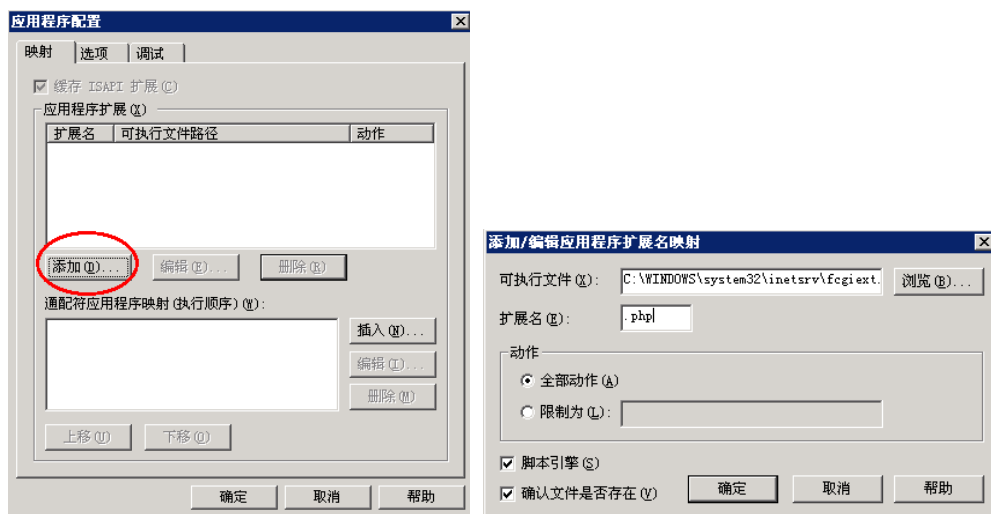 应用程序配置
映射 选项 调试
缓存 ISAPI 扩展(C)
应用程序扩展(X)
扩展名 可执行文件路径 动作
添加(D)... 编辑(E)... 删除(R)
通配符应用程序映射(执行顺序)(W):
插入(N)...
编辑(I)...
删除(M)
上移(U) 下移(O)
确定 取消 帮助
添加/编辑应用程序扩展名映射
可执行文件(X): C:\WINDOWS\system32\inetsrv\fcgiext. 浏览(B)...
扩展名(E): .php
动作
全部动作(A)
限制为(L):
脚本引擎(S)
确认文件是否存在(V)
确定 取消 帮助